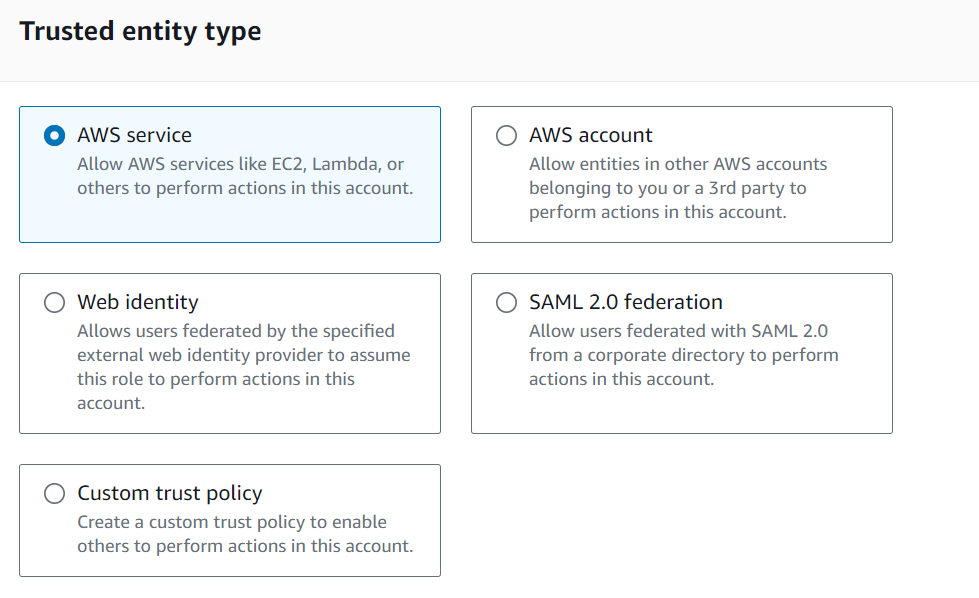 Trusted entity type
AWS service
Allow AWS services like EC2, Lambda, or
others to perform actions in this account.
AWS account
Allow entities in other AWS accounts
belonging to you or a 3rd party to
perform actions in this account.
Web identity
Allows users federated by the specified
external web identity provider to assume
this role to perform actions in this
account.
SAML 2.0 federation
Allow users federated with SAML 2.0
from a corporate directory to perform
actions in this account.
Custom trust policy
Create a custom trust policy to enable
others to perform actions in this account.